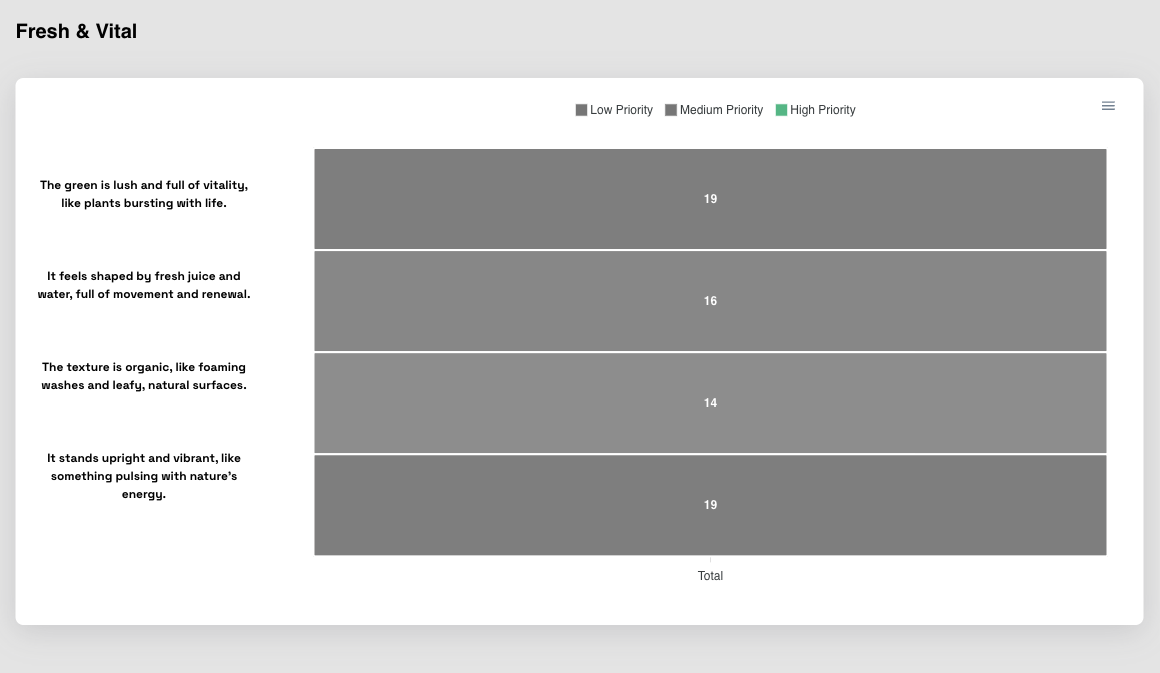 Fresh & Vital
Low Priority
Medium Priority
High Priority
The green is lush and full of vitality,
like plants bursting with life.
19
It feels shaped by fresh juice and
water, full of movement and renewal.
16
The texture is organic, like foaming
washes and leafy, natural surfaces.
14
It stands upright and vibrant, like
something pulsing with nature's
energy.
19
Total